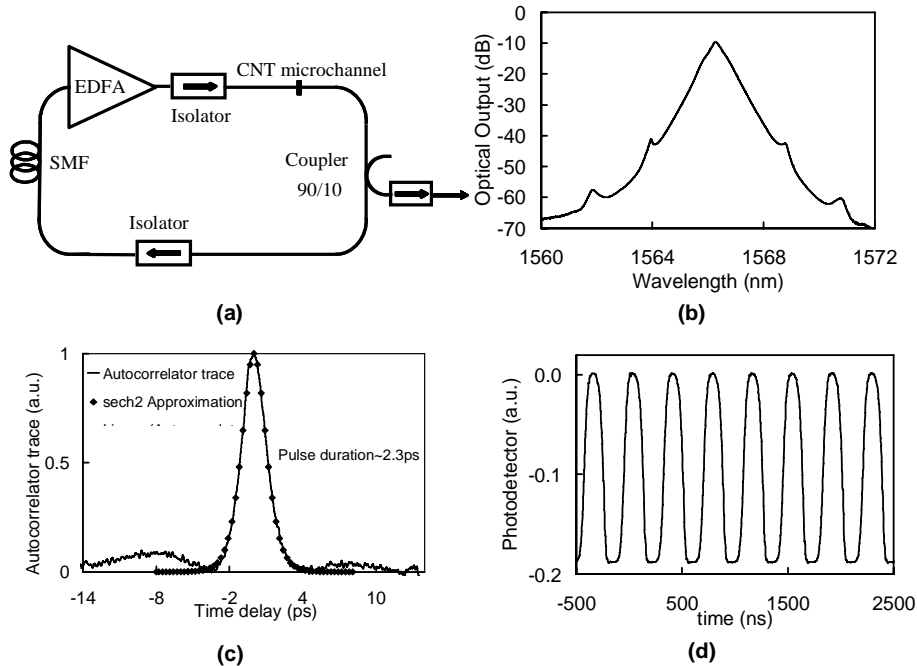 EDFA
Isolator
CNT microchannel
SMF
Coupler
90/10
Isolator
(a)
Optical Output (dB)
0
-10
-20
-30
-40
-50
-60
-70
1560
1564
1568
1572
Wavelength (nm)
(b)
Autocorrelator trace (a.u.)
1
0.5
0
Autocorrelator trace
sech2 Approximation
Pulse duration~2.3ps
-14
-8
-2
4
10
Time delay (ps)
(c)
Photodetector (a.u.)
0.0
-0.1
-0.2
-500
500
1500
2500
time (ns)
(d)